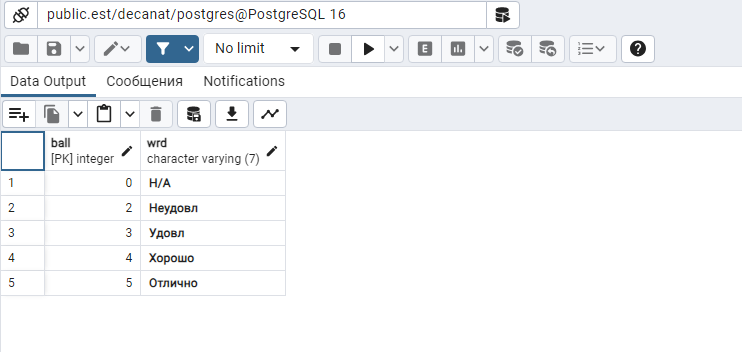 public.est/decanat/postgres@PostgreSQL 16
No limit
E
Data Output Сообщения Notifications
ball wrd
[PK] integer character varying (7)
1 0 Н/А
2 2 Неудовл
3 3 Удовл
4 4 Хорошо
5 5 Отлично